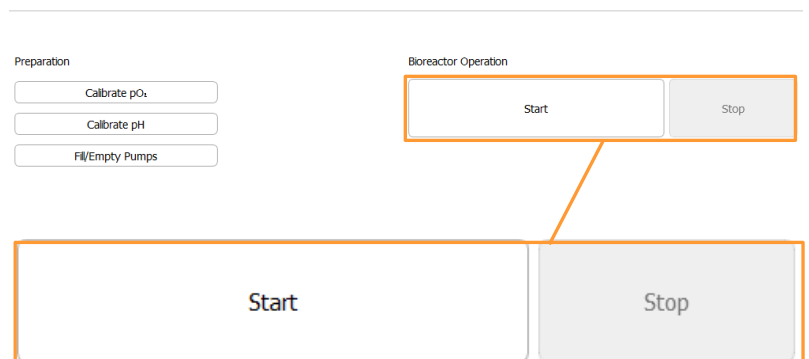 Preparation
Calibrate pO₂
Calibrate pH
Fill/Empty Pumps
Bioreactor Operation
Start
Stop
Start
Stop